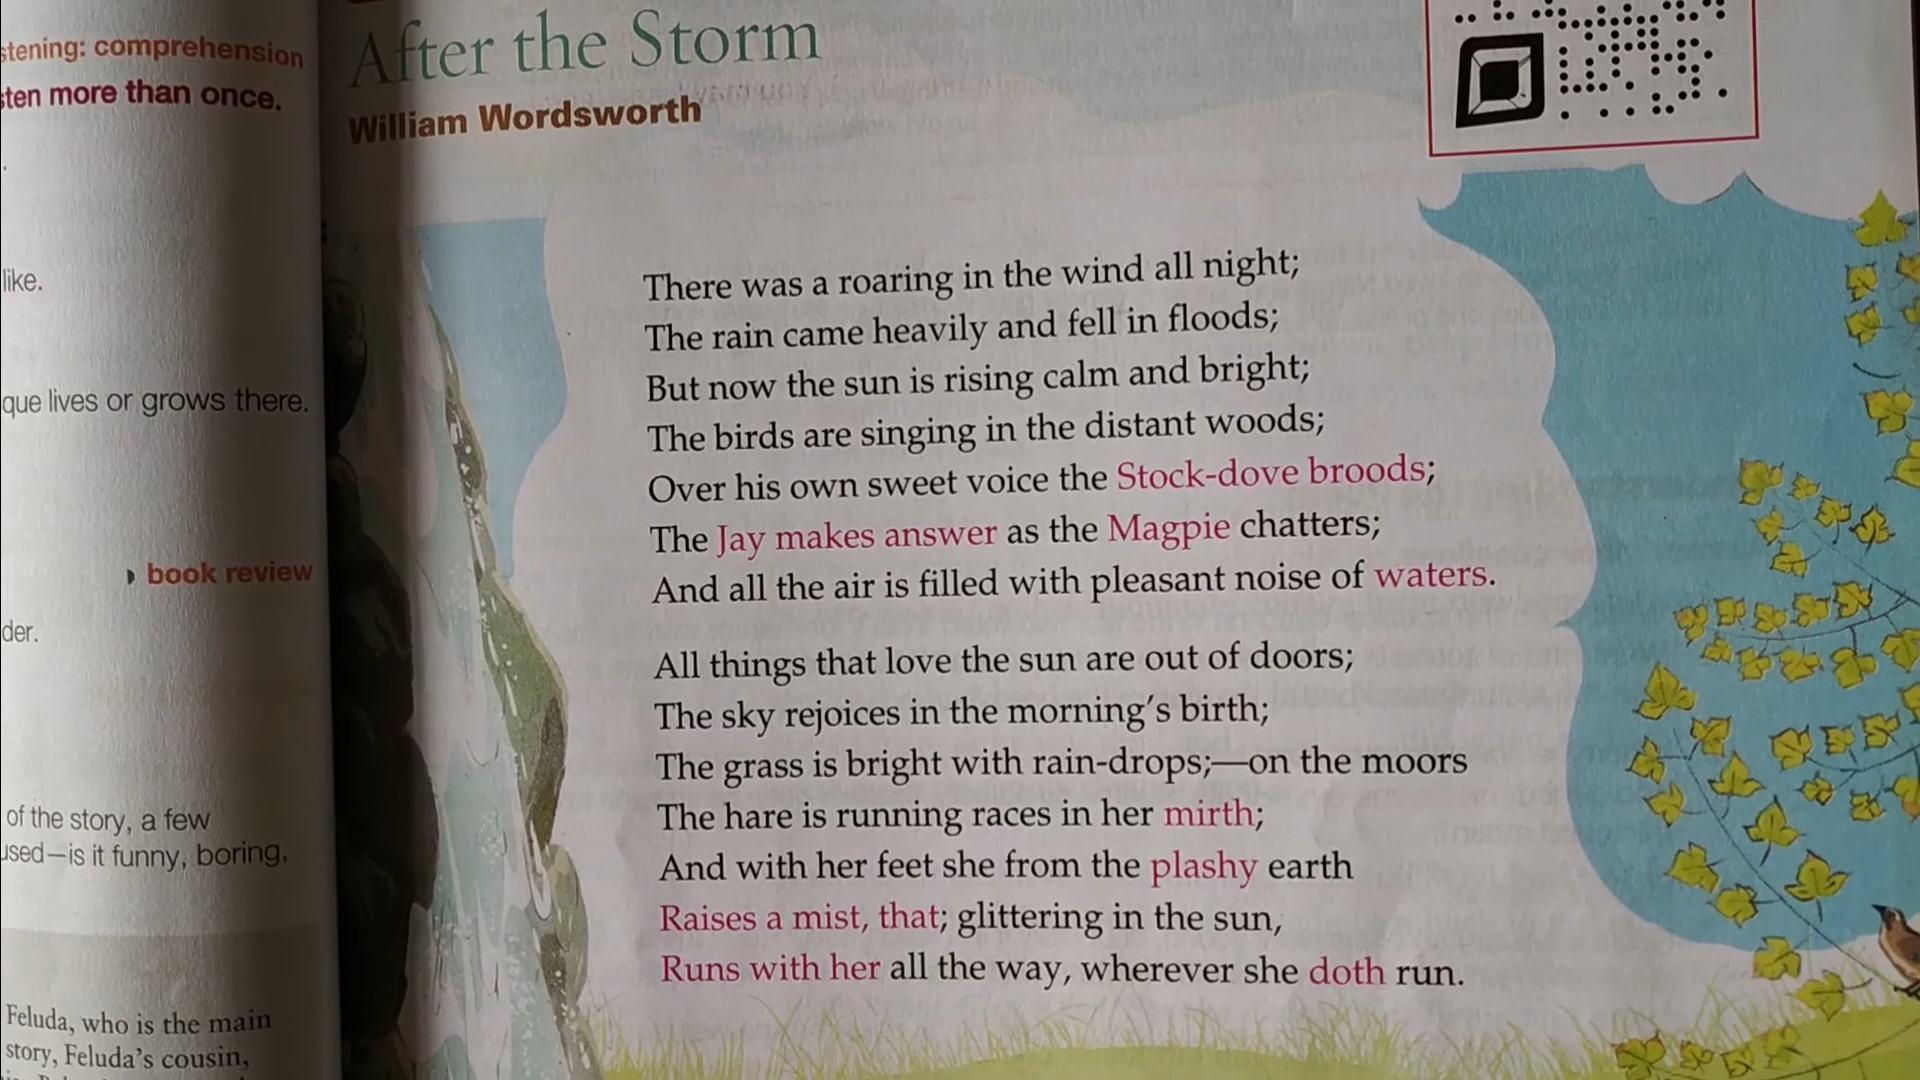 stening: comprehension
sten more than once.
like.
que lives or grows there.
book review
der.
of the story, a few
used—is it funny, boring,
Feluda, who is the main
story, Feluda's cousin,
After the Storm
William Wordsworth
There was a roaring in the wind all night;
The rain came heavily and fell in floods;
But now the sun is rising calm and bright;
The birds are singing in the distant woods;
Over his own sweet voice the Stock-dove broods;
The Jay makes answer as the Magpie chatters;
And all the air is filled with pleasant noise of waters.
All things that love the sun are out of doors;
The sky rejoices in the morning's birth;
The grass is bright with rain-drops;—on the moors
The hare is running races in her mirth;
And with her feet she from the plashy earth
Raises a mist, that; glittering in the sun,
Runs with her all the way, wherever she doth run.